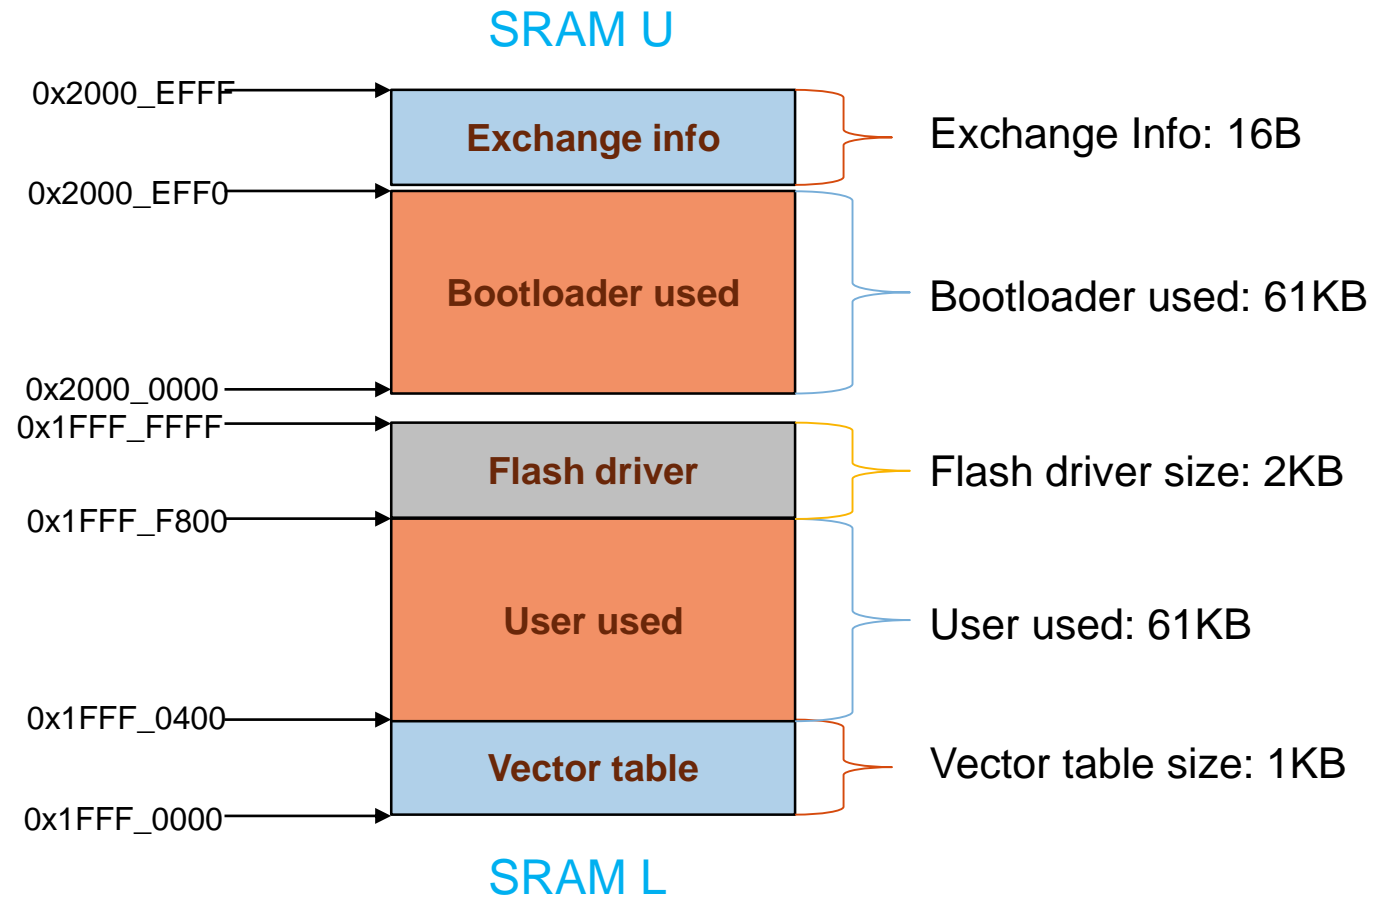 SRAM U
0x2000_EFFF
Exchange info
Exchange Info: 16B
0x2000_EFF0
Bootloader used
Bootloader used: 61KB
0x2000_0000
0x1FFF_FFFF
Flash driver
Flash driver size: 2KB
0x1FFF_F800
User used
User used: 61KB
0x1FFF_0400
Vector table
Vector table size: 1KB
0x1FFF_0000
SRAM L